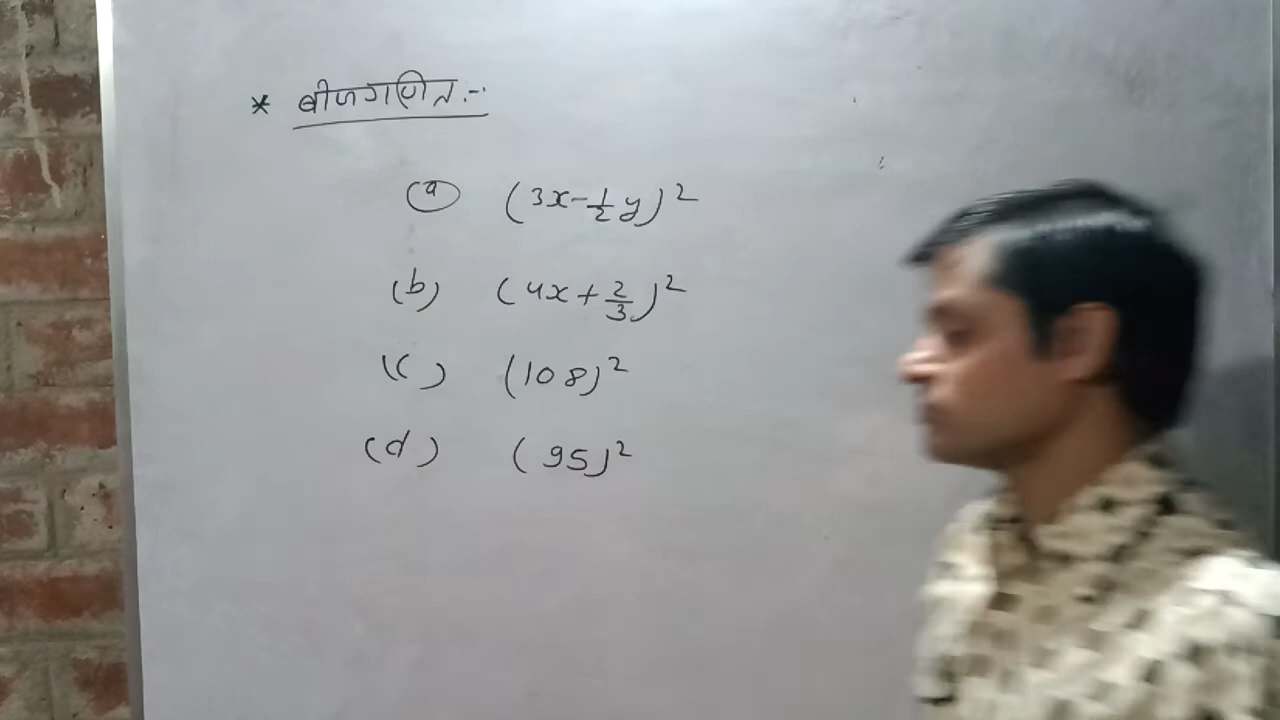 * बीजगणित :-
(a) (3x - 1/2 y)²
(b) (4x + 2/3)²
(c) (108)²
(d) (95)²